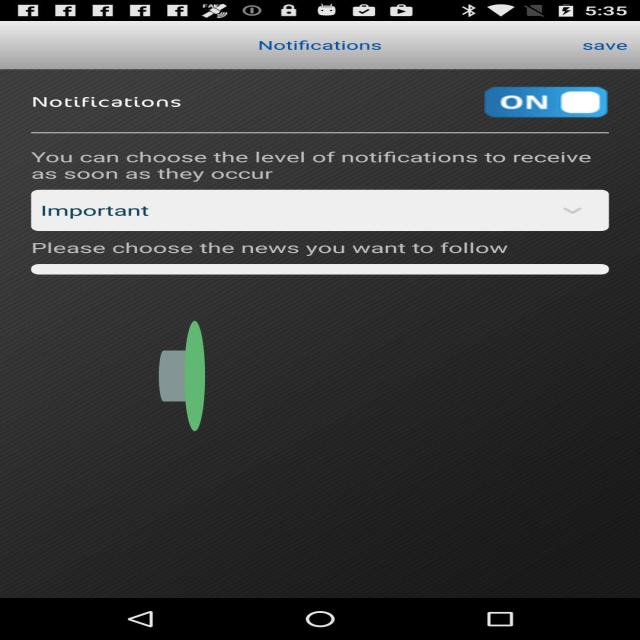 5:35
Notifications
save
Notifications
ON
You can choose the level of notifications to receive
as soon as they occur
Important
Please choose the news you want to follow